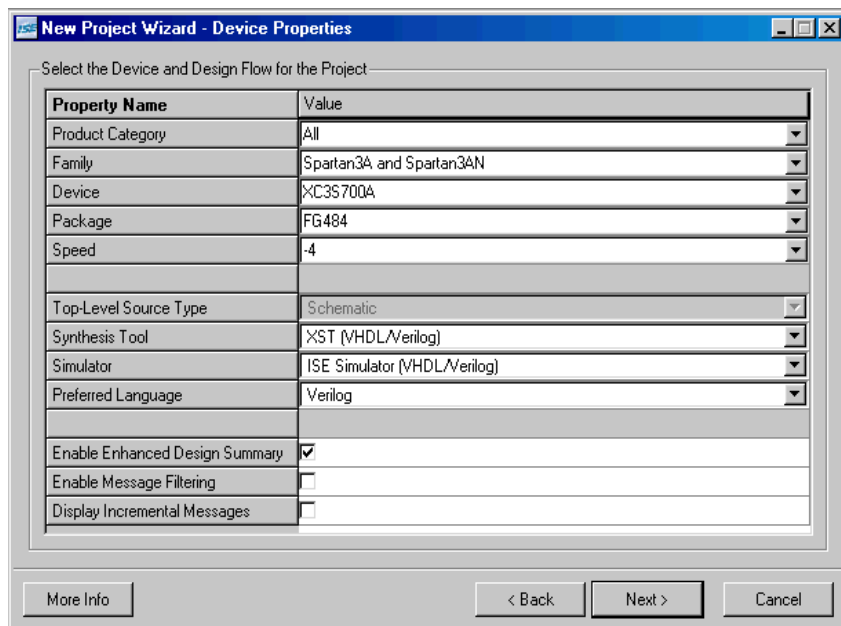 ISE New Project Wizard - Device Properties
Select the Device and Design Flow for the Project
Property Name Value
Product Category All
Family Spartan3A and Spartan3AN
Device XC3S700A
Package FG484
Speed -4
Top-Level Source Type Schematic
Synthesis Tool XST (VHDL/Verilog)
Simulator ISE Simulator (VHDL/Verilog)
Preferred Language Verilog
Enable Enhanced Design Summary
Enable Message Filtering
Display Incremental Messages
More Info < Back Next > Cancel